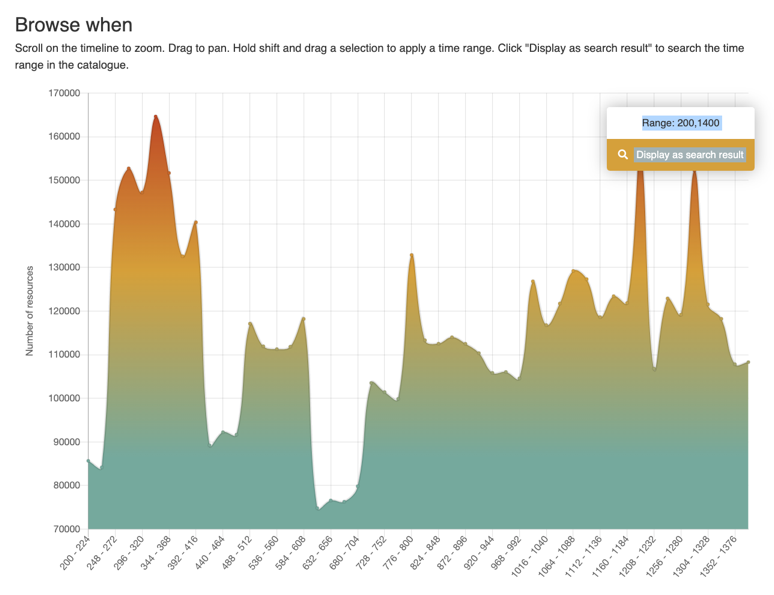 Browse when
Scroll on the timeline to zoom. Drag to pan. Hold shift and drag a selection to apply a time range. Click "Display as search result" to search the time
range in the catalogue.
170000
160000
150000
140000
130000
120000
110000
100000
90000
80000
70000
Number of resources
Range: 200,1400
Display as search result
200 - 224
248 - 272
296 - 320
344 - 368
392 - 416
440 - 464
488 - 512
536 - 560
584 - 608
632 - 656
680 - 704
728 - 752
776 - 800
824 - 848
872 - 896
920 - 944
968 - 992
1016 - 1040
1064 - 1088
1112 - 1136
1160 - 1184
1208 - 1232
1256 - 1280
1304 - 1328
1352 - 1376